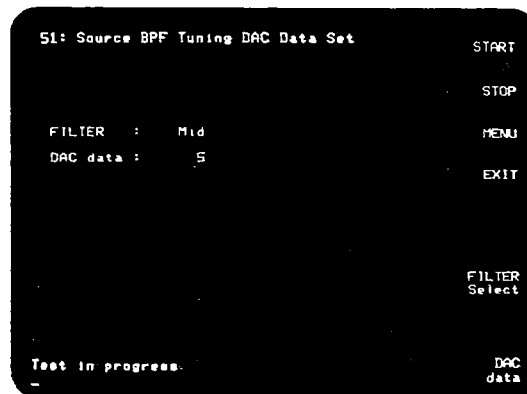 51: Source BPF Tuning DAC Data Set
START
STOP
FILTER : Mid
MENU
DAC data : 5
EXIT
FILTER
Select
Test in progress
DAC
data